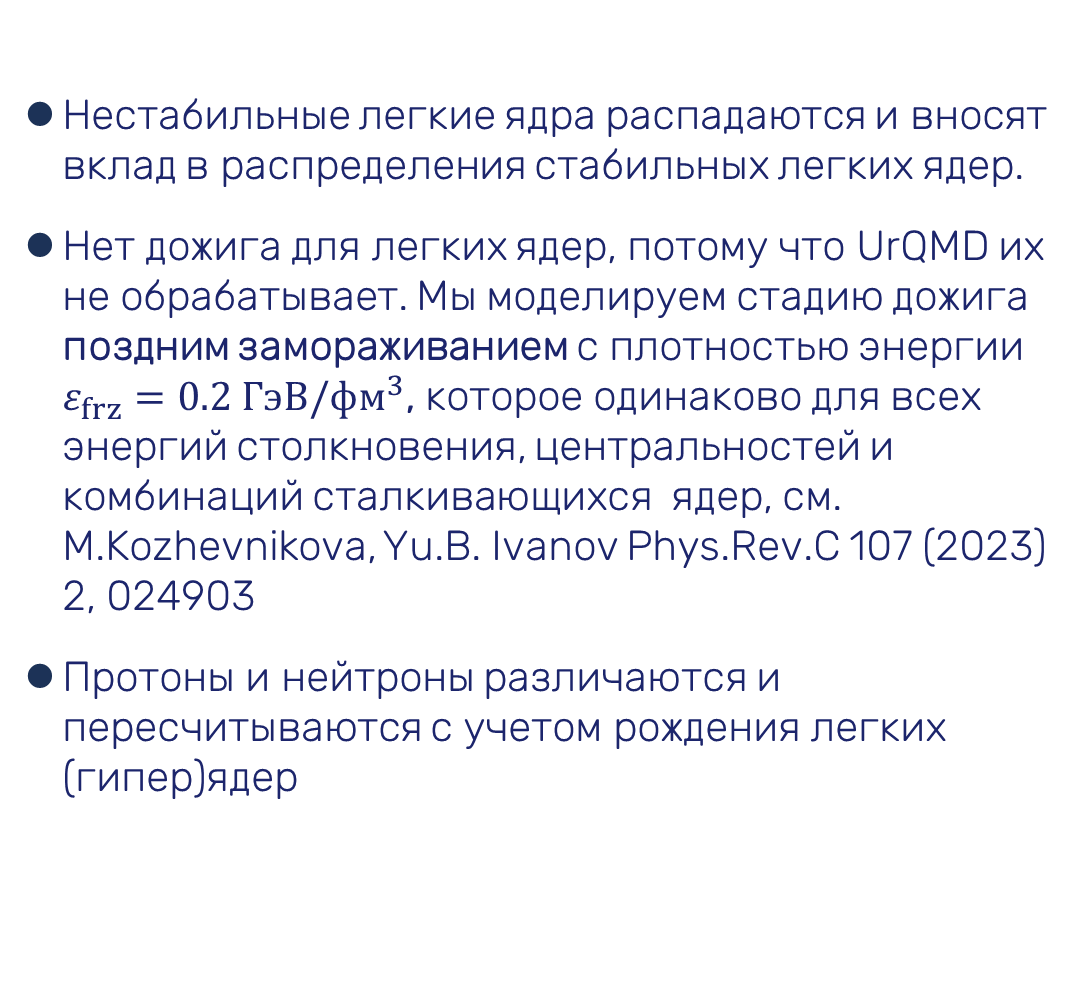 ● Нестабильные легкие ядра распадаются и вносят
вклад в распределения стабильных легких ядер.
● Нет дожига для легких ядер, потому что UrQMD их
не обрабатывает. Мы моделируем стадию дожига
поздним замораживанием с плотностью энергии
𝜀frz = 0.2 ГэВ/фм³, которое одинаково для всех
энергий столкновения, центральностей и
комбинаций сталкивающихся ядер, см.
M.Kozhevnikova, Yu.B. Ivanov Phys.Rev.C 107 (2023)
2, 024903
● Протоны и нейтроны различаются и
пересчитываются с учетом рождения легких
(гипер)ядер